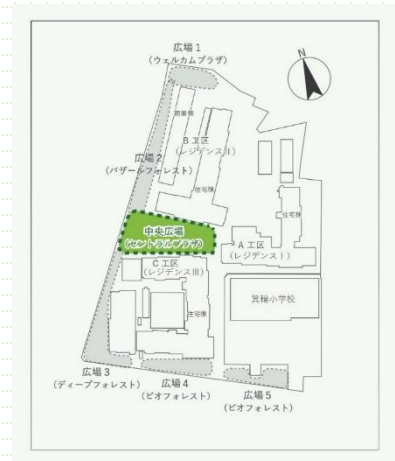 広場1
(ウェルカムプラザ)
N
商業棟
B工区
(レジデンスⅡ)
広場2
(バザールフォレスト)
住宅棟
住宅棟
中央広場
(セントラルプラザ)
A工区
(レジデンスⅠ)
C工区
(レジデンスⅢ)
箕輪小学校
住宅棟
広場3
(ディープフォレスト)
広場4
(ビオフォレスト)
広場5
(ビオフォレスト)